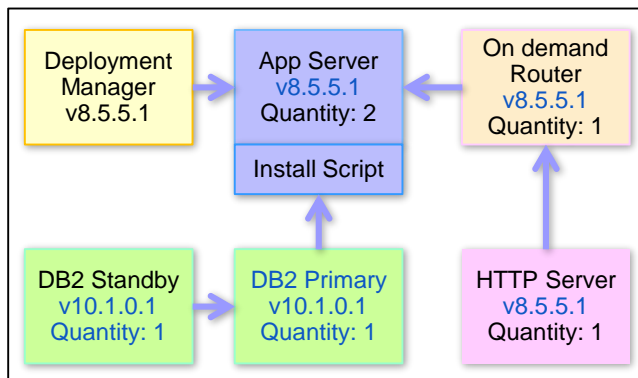 Deployment
Manager
v8.5.5.1
App Server
v8.5.5.1
Quantity: 2
Install Script
On demand
Router
v8.5.5.1
Quantity: 1
DB2 Standby
v10.1.0.1
Quantity: 1
DB2 Primary
v10.1.0.1
Quantity: 1
HTTP Server
v8.5.5.1
Quantity: 1